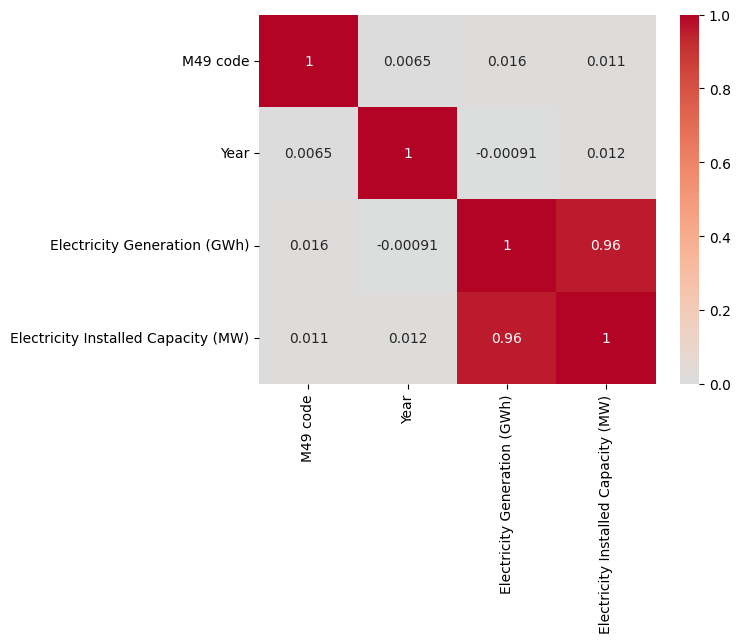 M49 code 1 0.0065 0.016 0.011
Year 0.0065 1 -0.00091 0.012
Electricity Generation (GWh) 0.016 -0.00091 1 0.96
Electricity Installed Capacity (MW) 0.011 0.012 0.96 1
M49 code
Year
Electricity Generation (GWh)
Electricity Installed Capacity (MW)
1.0
0.8
0.6
0.4
0.2
0.0